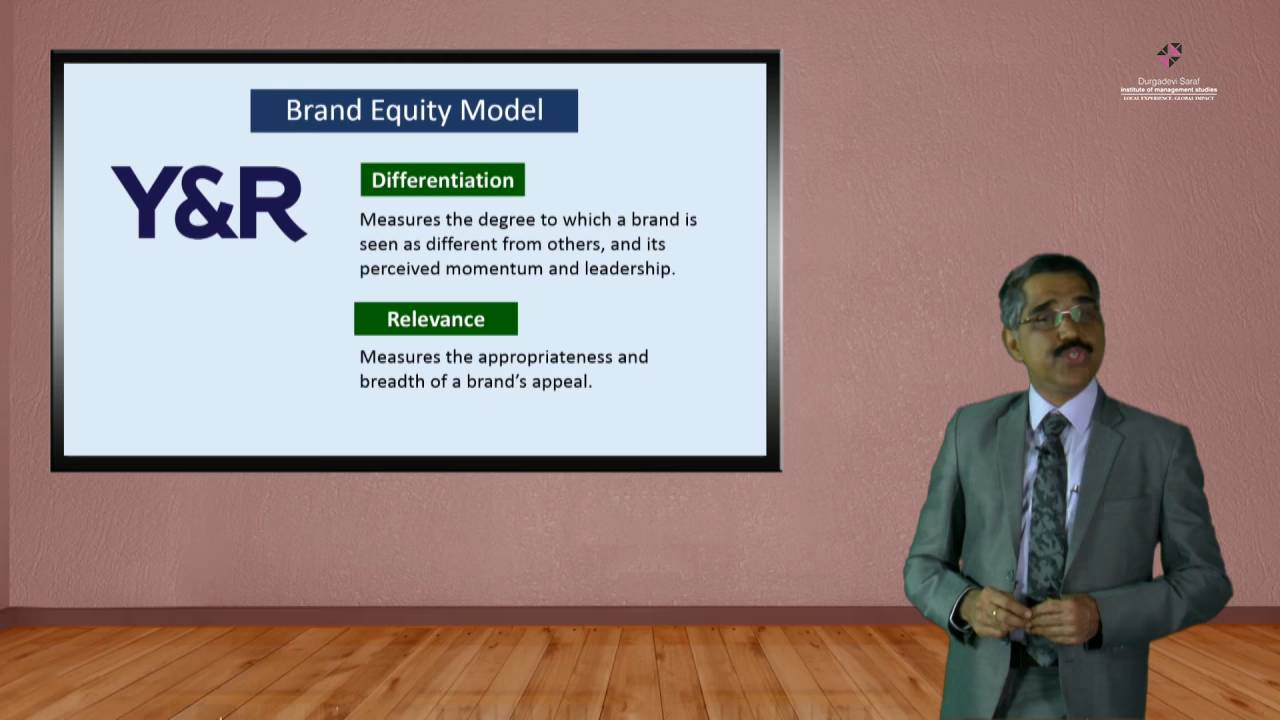 Brand Equity Model
Y&R
Differentiation
Measures the degree to which a brand is
seen as different from others, and its
perceived momentum and leadership.
Relevance
Measures the appropriateness and
breadth of a brand's appeal.
Durgadevi Saraf
institute of management studies
LOCAL EXPERIENCE. GLOBAL IMPACT